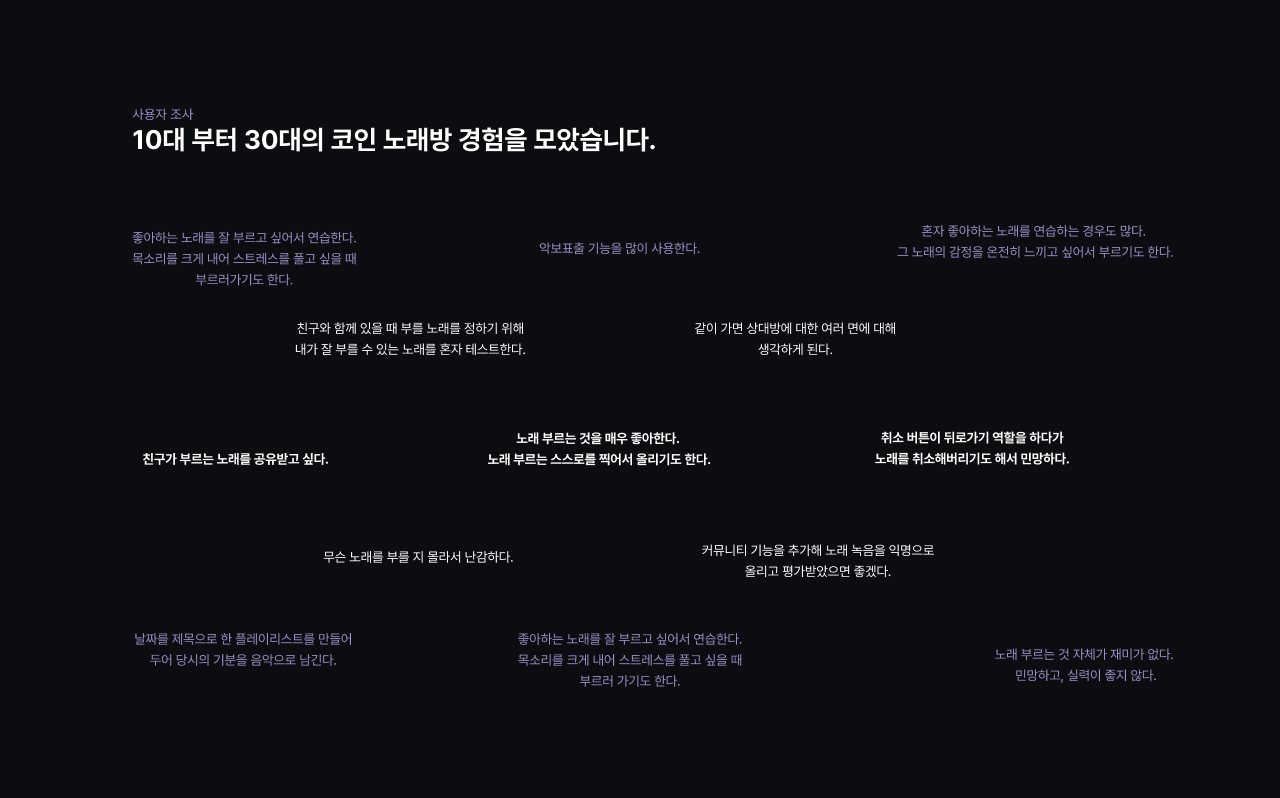 사용자 조사
10대 부터 30대의 코인 노래방 경험을 모았습니다.
좋아하는 노래를 잘 부르고 싶어서 연습한다.
목소리를 크게 내어 스트레스를 풀고 싶을 때
부르러가기도 한다.
악보표출 기능을 많이 사용한다.
혼자 좋아하는 노래를 연습하는 경우도 많다.
그 노래의 감정을 온전히 느끼고 싶어서 부르기도 한다.
친구와 함께 있을 때 부를 노래를 정하기 위해
내가 잘 부를 수 있는 노래를 혼자 테스트한다.
같이 가면 상대방에 대한 여러 면에 대해
생각하게 된다.
친구가 부르는 노래를 공유받고 싶다.
노래 부르는 것을 매우 좋아한다.
노래 부르는 스스로를 찍어서 올리기도 한다.
취소 버튼이 뒤로가기 역할을 하다가
노래를 취소해버리기도 해서 민망하다.
무슨 노래를 부를 지 몰라서 난감하다.
커뮤니티 기능을 추가해 노래 녹음을 익명으로
올리고 평가받았으면 좋겠다.
날짜를 제목으로 한 플레이리스트를 만들어
두어 당시의 기분을 음악으로 남긴다.
좋아하는 노래를 잘 부르고 싶어서 연습한다.
목소리를 크게 내어 스트레스를 풀고 싶을 때
부르러 가기도 한다.
노래 부르는 것 자체가 재미가 없다.
민망하고, 실력이 좋지 않다.